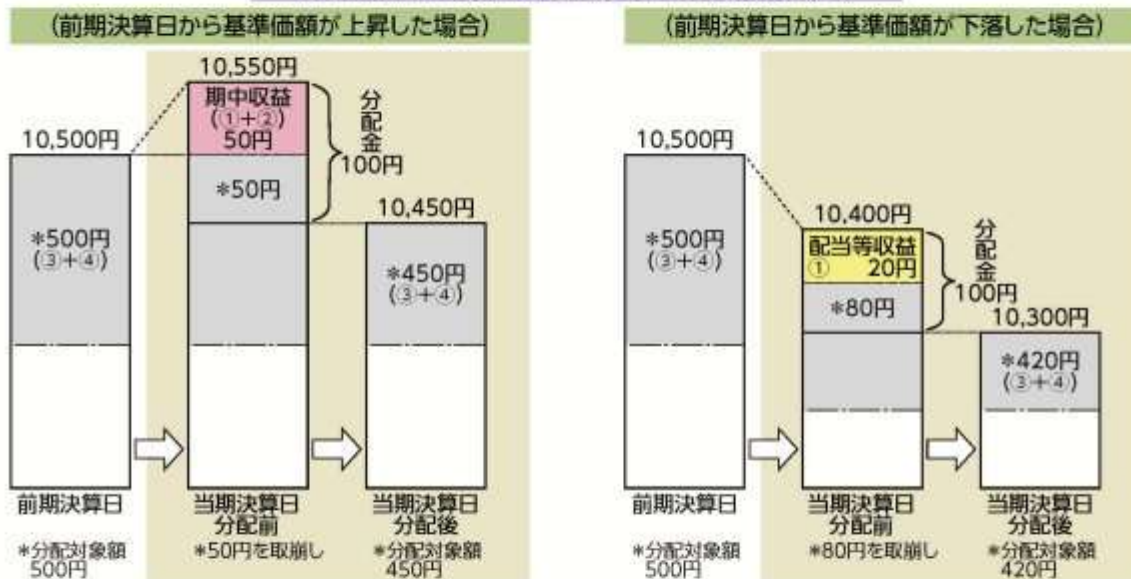 (前期決算日から基準価額が上昇した場合)
10,550円
期中収益
(①+②)
50円
分配金
100円
10,500円
*50円
10,450円
*500円
(③+④)
*450円
(③+④)
前期決算日
当期決算日
分配前
当期決算日
分配後
*分配対象額
500円
*50円を取崩し
*分配対象額
450円
(前期決算日から基準価額が下落した場合)
10,500円
10,400円
配当等収益
① 20円
分配金
100円
*80円
10,300円
*500円
(③+④)
*420円
(③+④)
前期決算日
当期決算日
分配前
当期決算日
分配後
*分配対象額
500円
*80円を取崩し
*分配対象額
420円